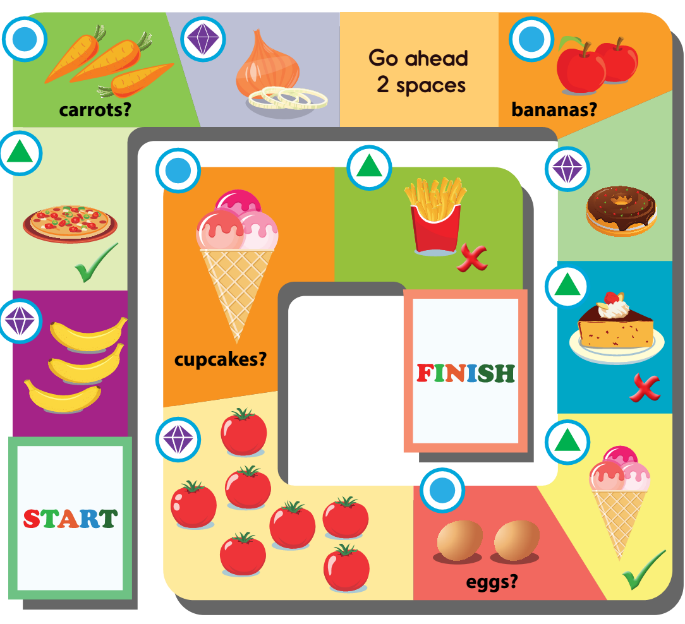 carrots?
Go ahead
2 spaces
bananas?
cupcakes?
FINISH
START
eggs?